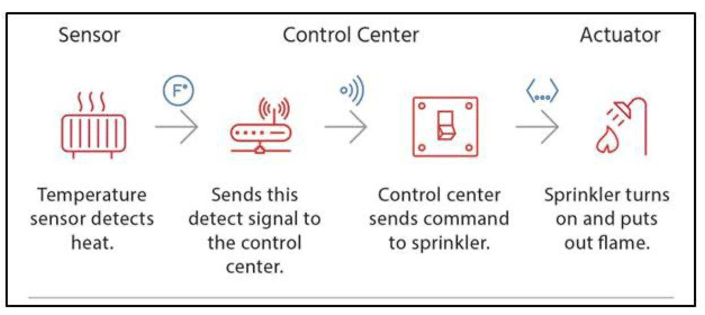 Sensor
Control Center
Actuator
F°
Temperature
sensor detects
heat.
Sends this
detect signal to
the control
center.
Control center
sends command
to sprinkler.
Sprinkler turns
on and puts
out flame.